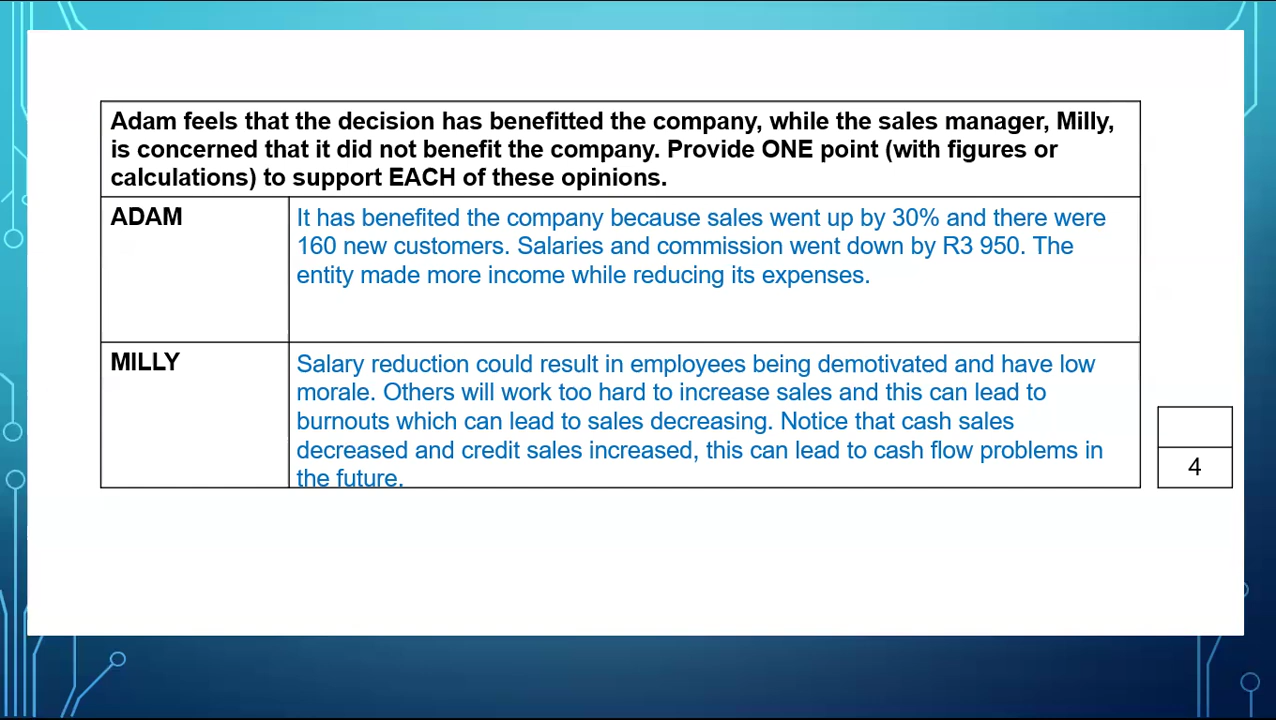 Adam feels that the decision has benefitted the company, while the sales manager, Milly,
is concerned that it did not benefit the company. Provide ONE point (with figures or
calculations) to support EACH of these opinions.
ADAM
It has benefited the company because sales went up by 30% and there were
160 new customers. Salaries and commission went down by R3 950. The
entity made more income while reducing its expenses.
MILLY
Salary reduction could result in employees being demotivated and have low
morale. Others will work too hard to increase sales and this can lead to
burnouts which can lead to sales decreasing. Notice that cash sales
decreased and credit sales increased, this can lead to cash flow problems in
the future.
4